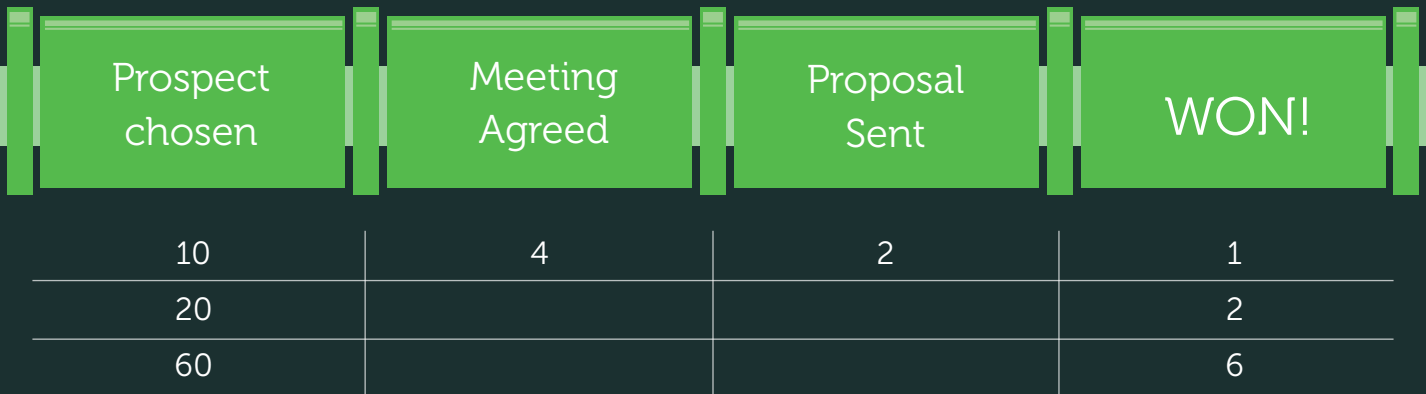 Prospect
chosen
Meeting
Agreed
Proposal
Sent
WON!
10 4 2 1
20 2
60 6